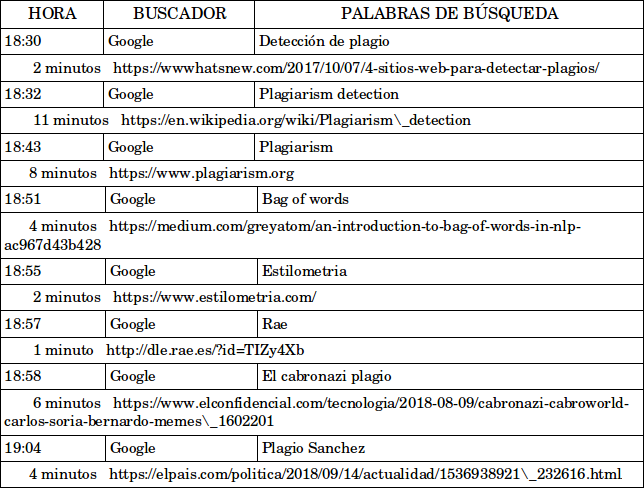 HORA BUSCADOR PALABRAS DE BÚSQUEDA
18:30 Google Detección de plagio
2 minutos https://wwwhatsnew.com/2017/10/07/4-sitios-web-para-detectar-plagios/
18:32 Google Plagiarism detection
11 minutos https://en.wikipedia.org/wiki/Plagiarism\_detection
18:43 Google Plagiarism
8 minutos https://www.plagiarism.org
18:51 Google Bag of words
4 minutos https://medium.com/greyatom/an-introduction-to-bag-of-words-in-nlp-
ac967d43b428
18:55 Google Estilometria
2 minutos https://www.estilometria.com/
18:57 Google Rae
1 minuto http://dle.rae.es/?id=TIZy4Xb
18:58 Google El cabronazi plagio
6 minutos https://www.elconfidencial.com/tecnologia/2018-08-09/cabronazi-cabroworld-
carlos-soria-bernardo-memes\_1602201
19:04 Google Plagio Sanchez
4 minutos https://elpais.com/politica/2018/09/14/actualidad/1536938921\_232616.html